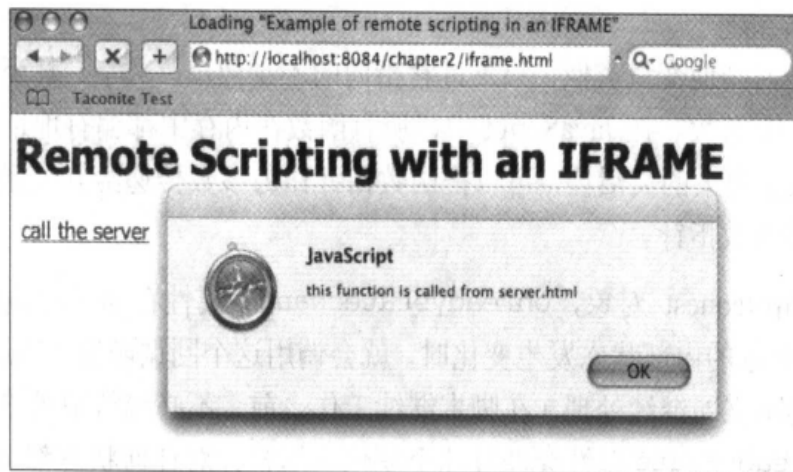 Loading "Example of remote scripting in an IFRAME"
http://localhost:8084/chapter2/iframe.html
Google
Taconite Test
Remote Scripting with an IFRAME
call the server
JavaScript
this function is called from server.html
OK